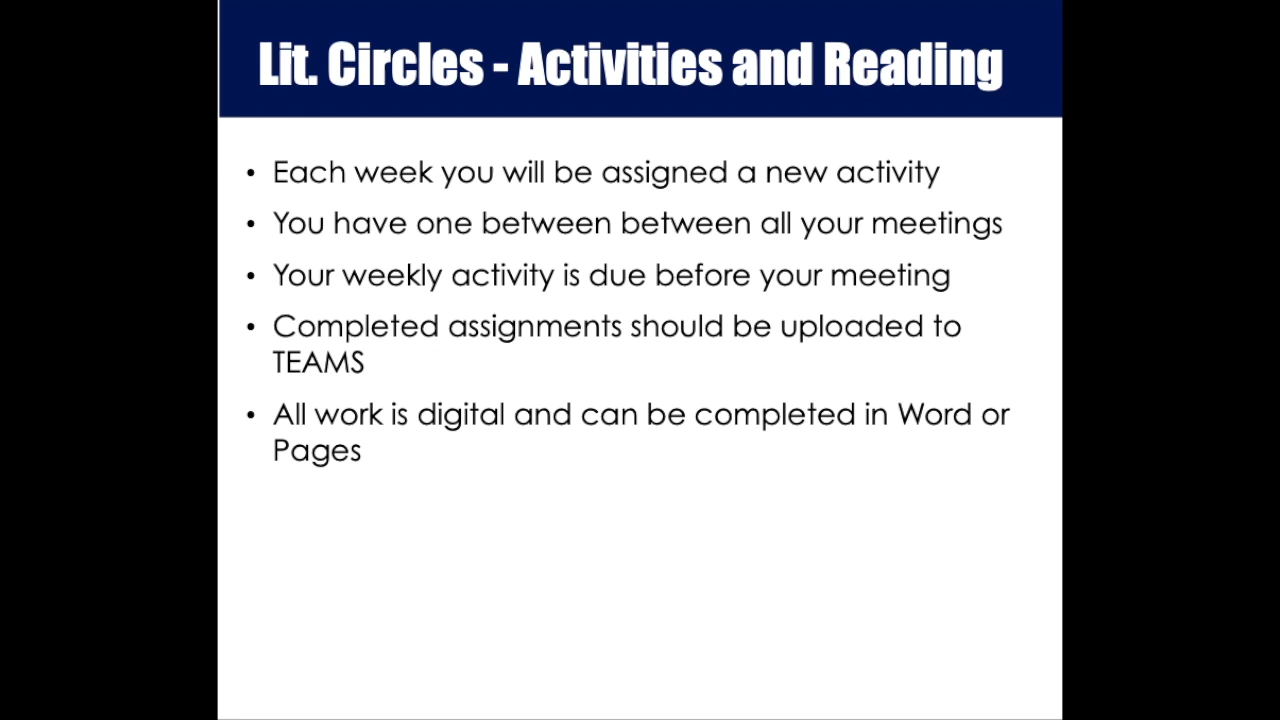 Lit. Circles - Activities and Reading
• Each week you will be assigned a new activity
• You have one between between all your meetings
• Your weekly activity is due before your meeting
• Completed assignments should be uploaded to
TEAMS
• All work is digital and can be completed in Word or
Pages